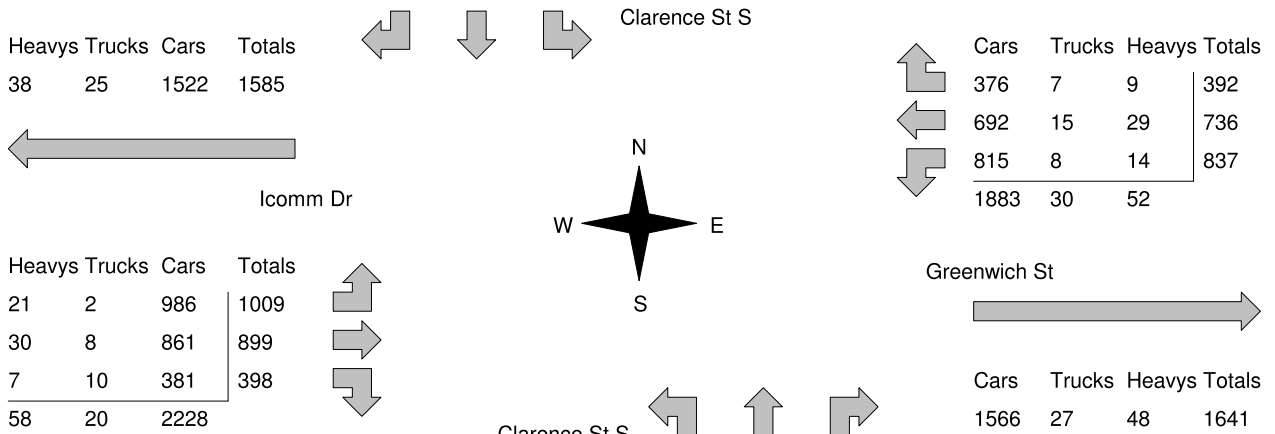 Clarence St S
Heavys Trucks Cars Totals
38 25 1522 1585
Cars Trucks Heavys Totals
376 7 9 392
692 15 29 736
815 8 14 837
1883 30 52
Icomm Dr
N
W E
S
Greenwich St
Heavys Trucks Cars Totals
21 2 986 1009
30 8 861 899
7 10 381 398
58 20 2228
Cars Trucks Heavys Totals
1566 27 48 1641
Clarence St S